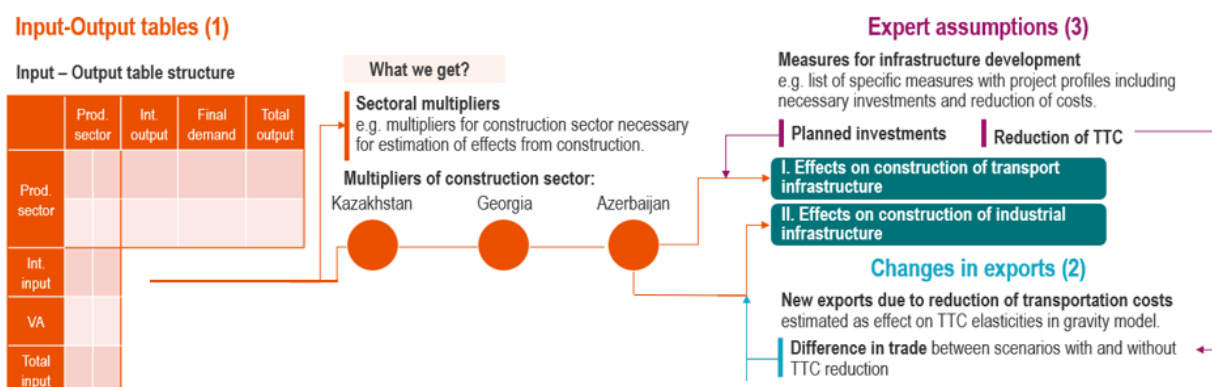 Input-Output tables (1)
Input – Output table structure
Prod. sector
Int. output
Final demand
Total output
Prod. sector
Int. input
VA
Total input
What we get?
Sectoral multipliers
e.g. multipliers for construction sector necessary
for estimation of effects from construction.
Multipliers of construction sector:
Kazakhstan
Georgia
Azerbaijan
Expert assumptions (3)
Measures for infrastructure development
e.g. list of specific measures with project profiles including
necessary investments and reduction of costs.
Planned investments
Reduction of TTC
I. Effects on construction of transport
infrastructure
II. Effects on construction of industrial
infrastructure
Changes in exports (2)
New exports due to reduction of transportation costs
estimated as effect on TTC elasticities in gravity model.
Difference in trade between scenarios with and without
TTC reduction